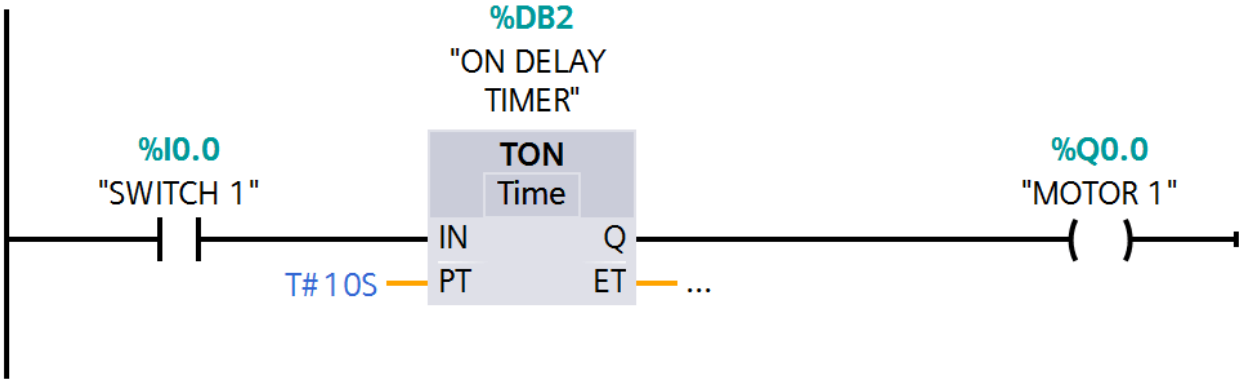 %DB2
"ON DELAY
TIMER"
%I0.0
"SWITCH 1"
TON
Time
%Q0.0
"MOTOR 1"
IN
Q
T#10S
PT
ET
...